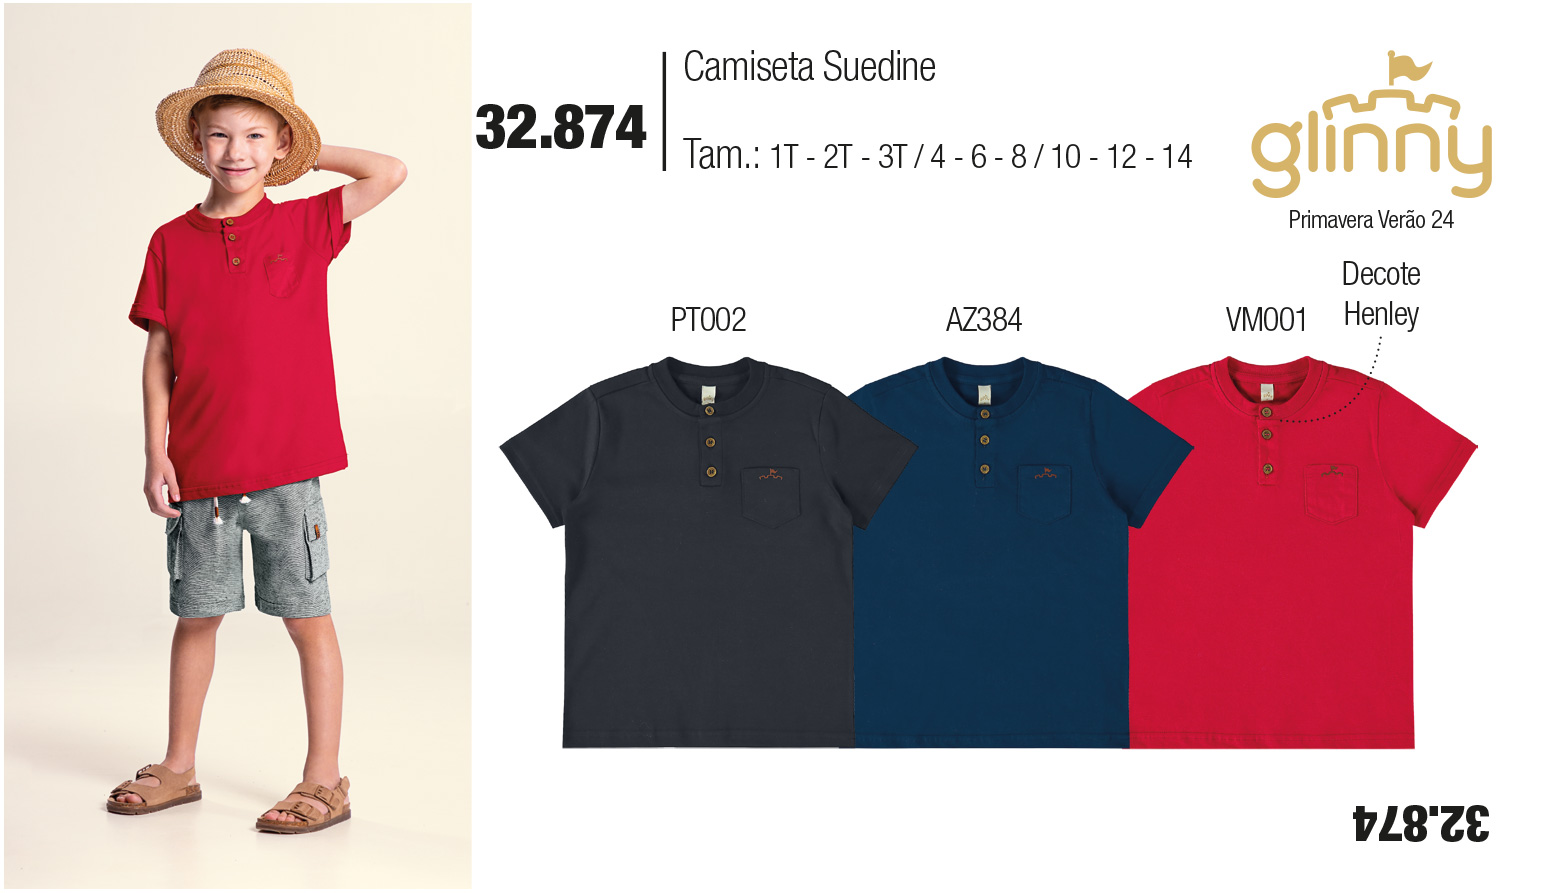 32.874
Camiseta Suedine
Tam.: 1T - 2T - 3T / 4 - 6 - 8 / 10 - 12 - 14
glinny
Primavera Verão 24
Decote
Henley
PT002
AZ384
VM001
32.874